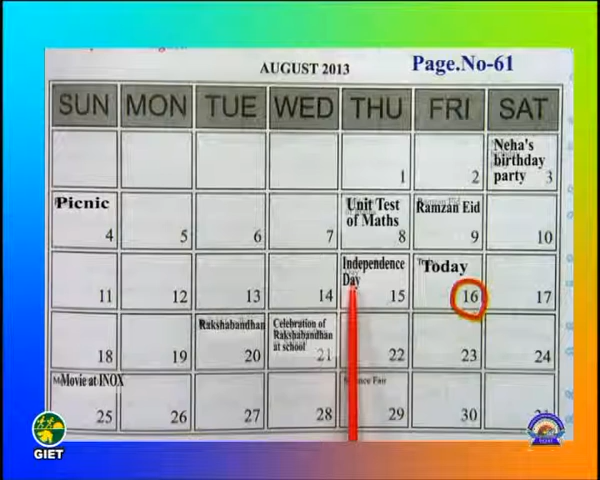 AUGUST 2013
Page.No-61
SUN MON TUE WED THU FRI SAT
Neha's
birthday
party
1 2 3
Picnic
Unit Test
of Maths
Ramzan Eid
4 5 6 7 8 9 10
Independence
Day
Today
11 12 13 14 15 16 17
Rakshabandhan
Celebration of
Rakshabandhan
at school
18 19 20 21 22 23 24
Movie at INOX
25 26 27 28 29 30
GIET